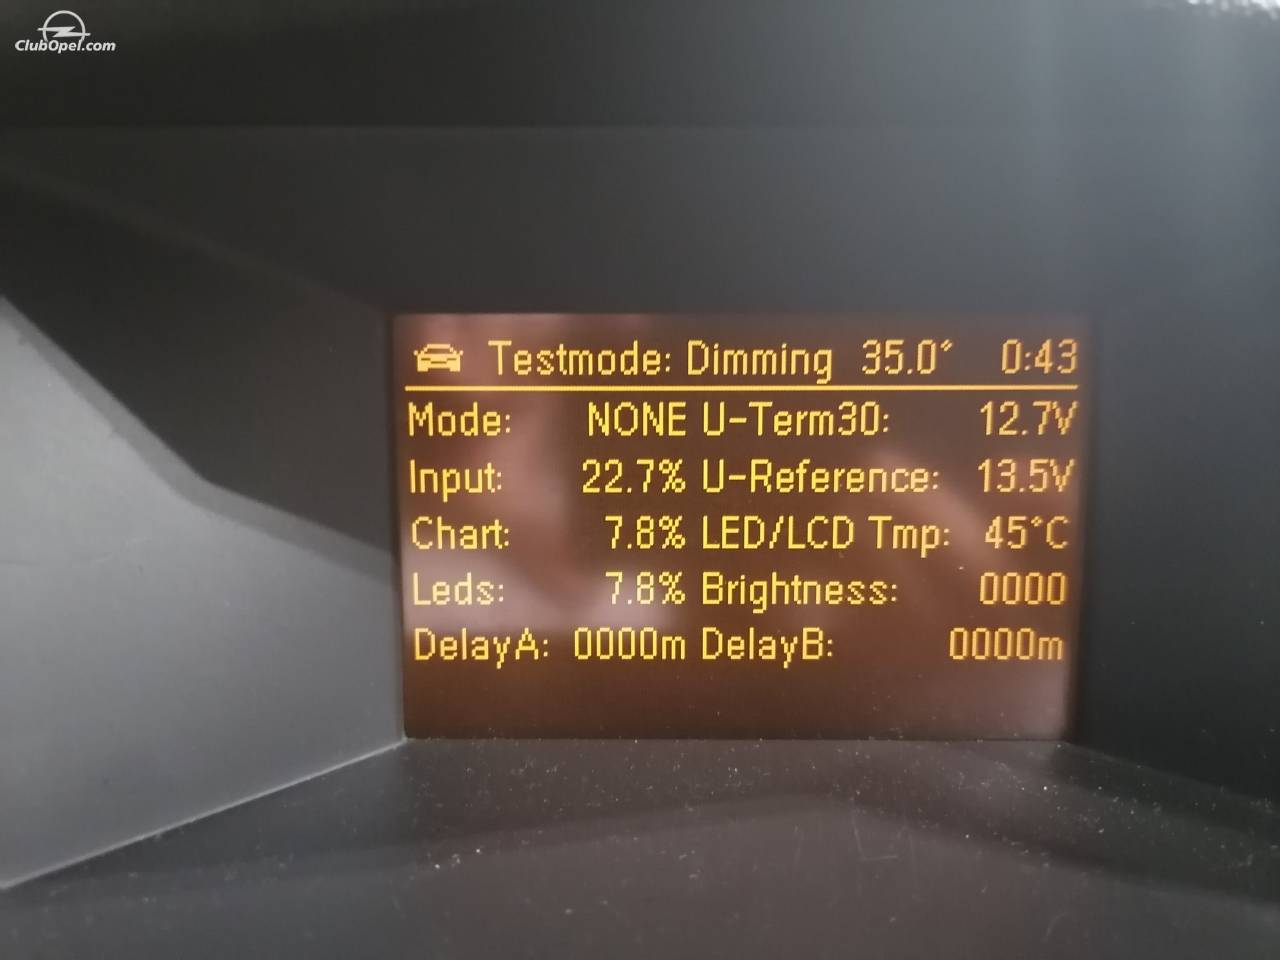 ClubOpel.com
Testmode: Dimming 35.0° 0:43
Mode: NONE U-Term30: 12.7V
Input: 22.7% U-Reference: 13.5V
Chart: 7.8% LED/LCD Tmp: 45°C
Leds: 7.8% Brightness: 0000
DelayA: 0000m DelayB: 0000m